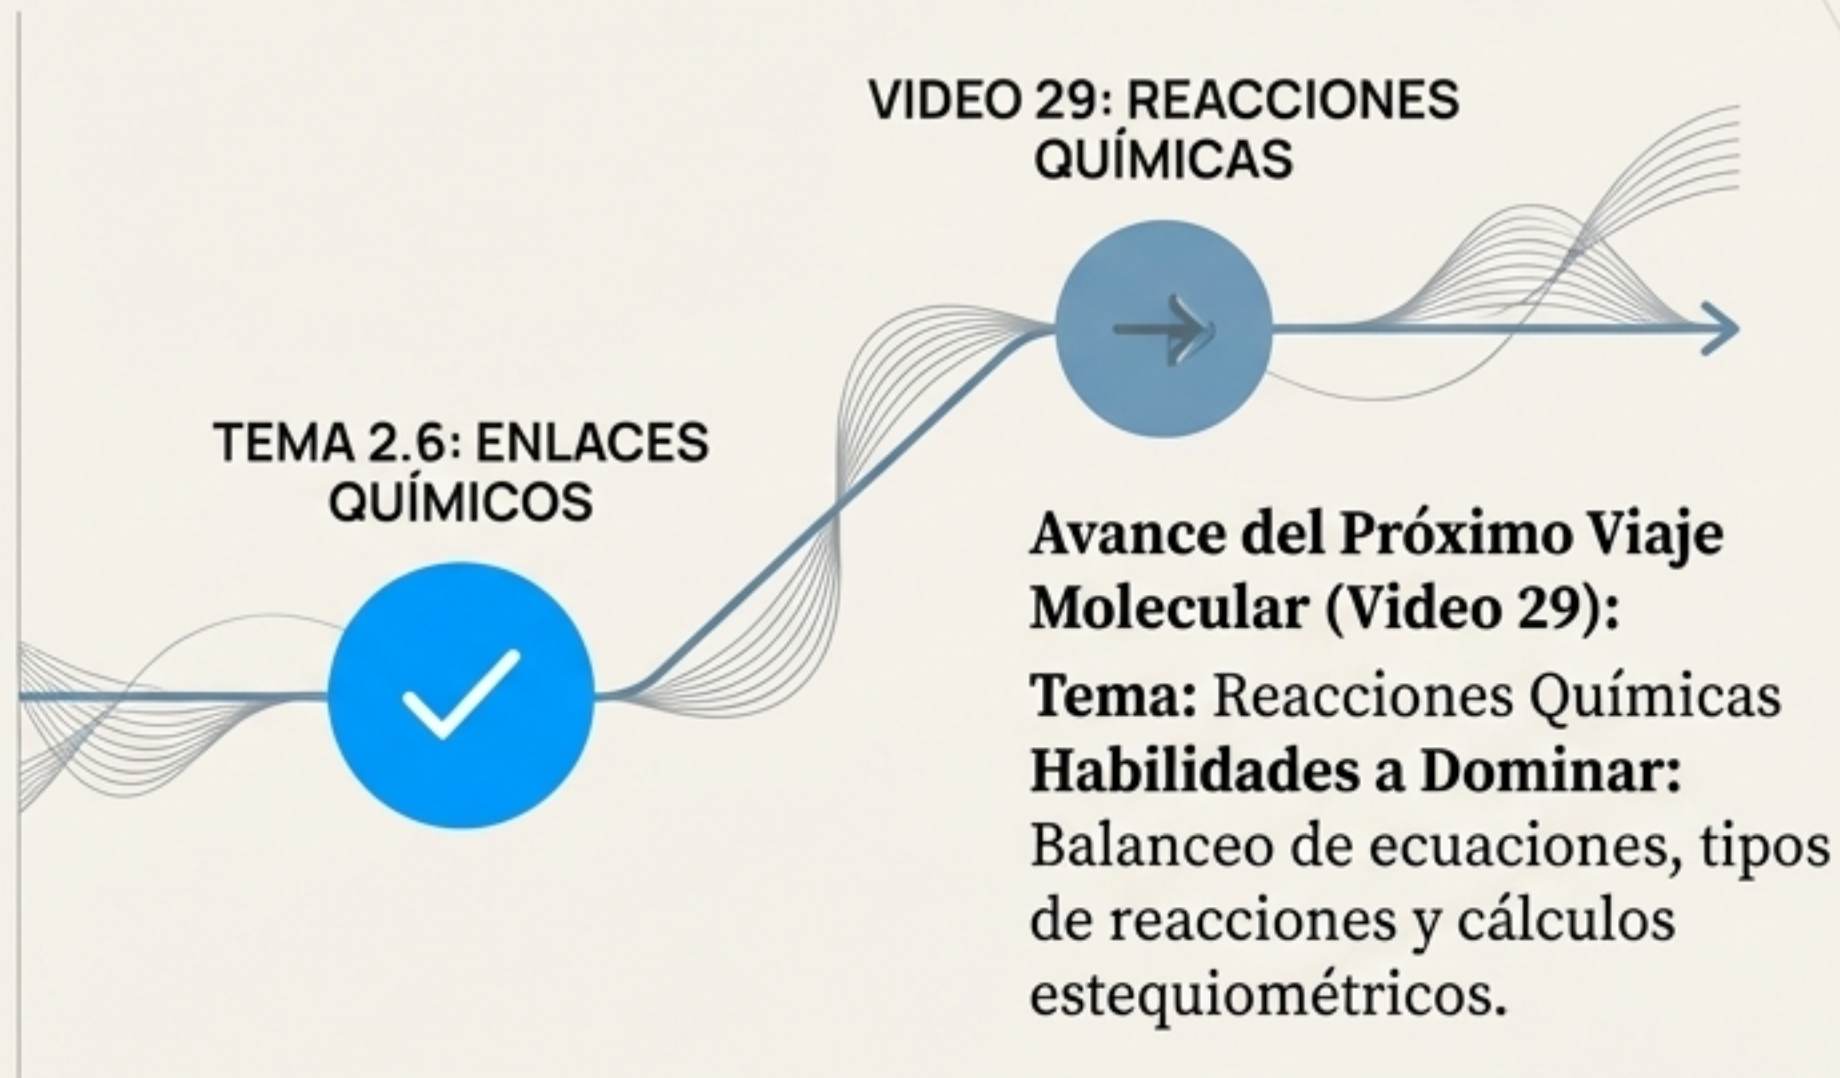 VIDEO 29: REACCIONES
QUÍMICAS
TEMA 2.6: ENLACES
QUÍMICOS
Avance del Próximo Viaje
Molecular (Video 29):
Tema: Reacciones Químicas
Habilidades a Dominar:
Balanceo de ecuaciones, tipos
de reacciones y cálculos
estequiométricos.